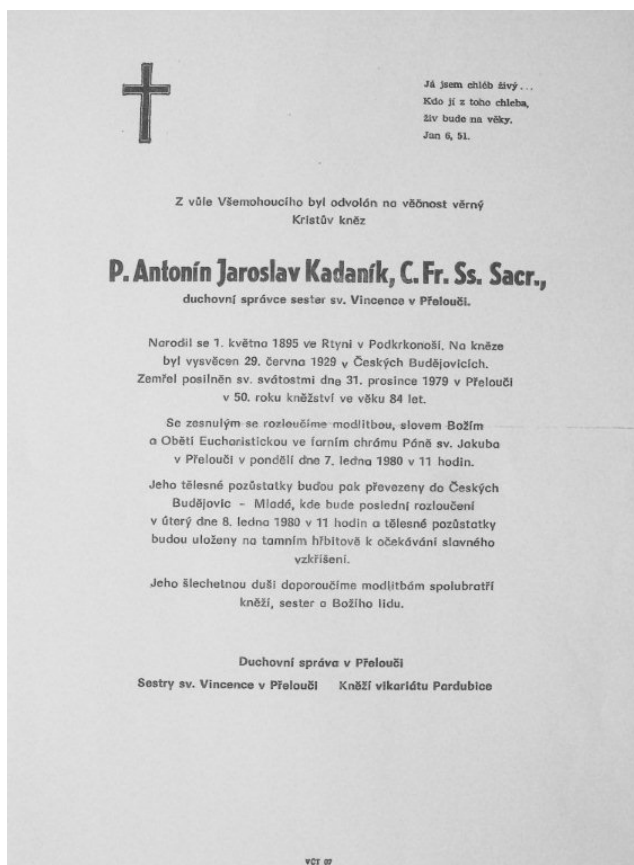 Já jsem chléb živý...
Kdo jí z toho chleba,
živ bude na věky.
Jan 6, 51.
Z vůle Všemohoucího byl odvolán na věčnost věrný
Kristův kněz
P. Antonín Jaroslav Kadaník, C. Fr. Ss. Sacr.,
duchovní správce sester sv. Vincence v Přelouči.
Narodil se 1. května 1895 ve Rtyni v Podkrkonoší. Na kněze
byl vysvěcen 29. června 1929 v Českých Budějovicích.
Zemřel posilněn sv. svátostmi dne 31. prosince 1979 v Přelouči
v 50. roku kněžství ve věku 84 let.
Se zesnulým se rozloučíme modlitbou, slovem Božím
a Obětí Eucharistickou ve farním chrámu Páně sv. Jakuba
v Přelouči v pondělí dne 7. ledna 1980 v 11 hodin.
Jeho tělesné pozůstatky budou pak převezeny do Českých
Budějovic - Mladé, kde bude poslední rozloučení
v úterý dne 8. ledna 1980 v 11 hodin a tělesné pozůstatky
budou uloženy na tamním hřbitově k očekávání slavného
vzkříšení.
Jeho šlechetnou duši doporoučíme modlitbám spolubratří
kněží, sester a Božího lidu.
Duchovní správa v Přelouči
Sestry sv. Vincence v Přelouči Kněží vikariátu Pardubice
VCT 07